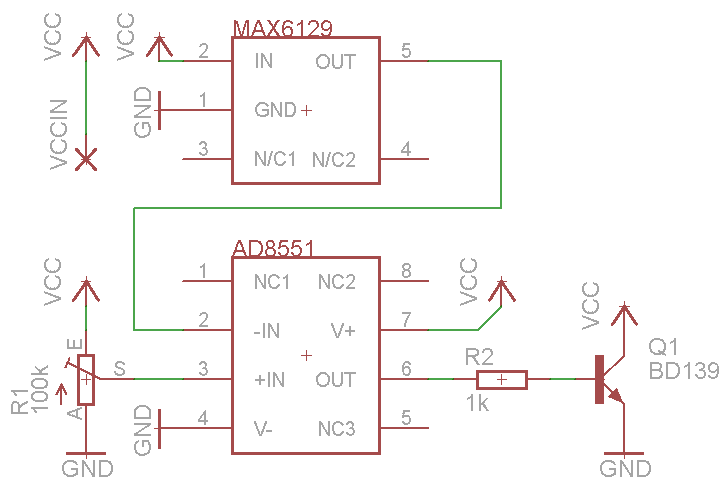 MAX6129
VCC
VCC
2
IN
OUT
5
GND
1
GND
VCCIN
3
N/C1
N/C2
4
AD8551
VCC
1
NC1
NC2
8
VCC
VCC
2
-IN
V+
7
E
R1
100k
S
3
+IN
OUT
6
R2
1k
Q1
BD139
A
GND
4
V-
NC3
5
GND
GND